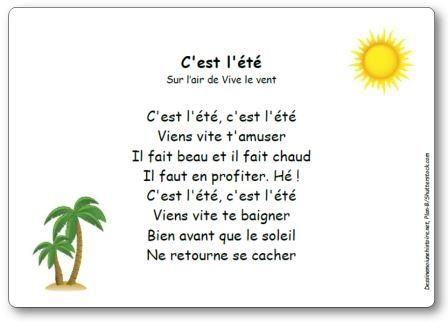 C'est l'été
Sur l'air de Vive le vent
C'est l'été, c'est l'été
Viens vite t'amuser
Il fait beau et il fait chaud
Il faut en profiter. Hé !
C'est l'été, c'est l'été
Viens vite te baigner
Bien avant que le soleil
Ne retourne se cacher
Dessinemoiunehistoire.net, Plan-B/Shutterstock.com